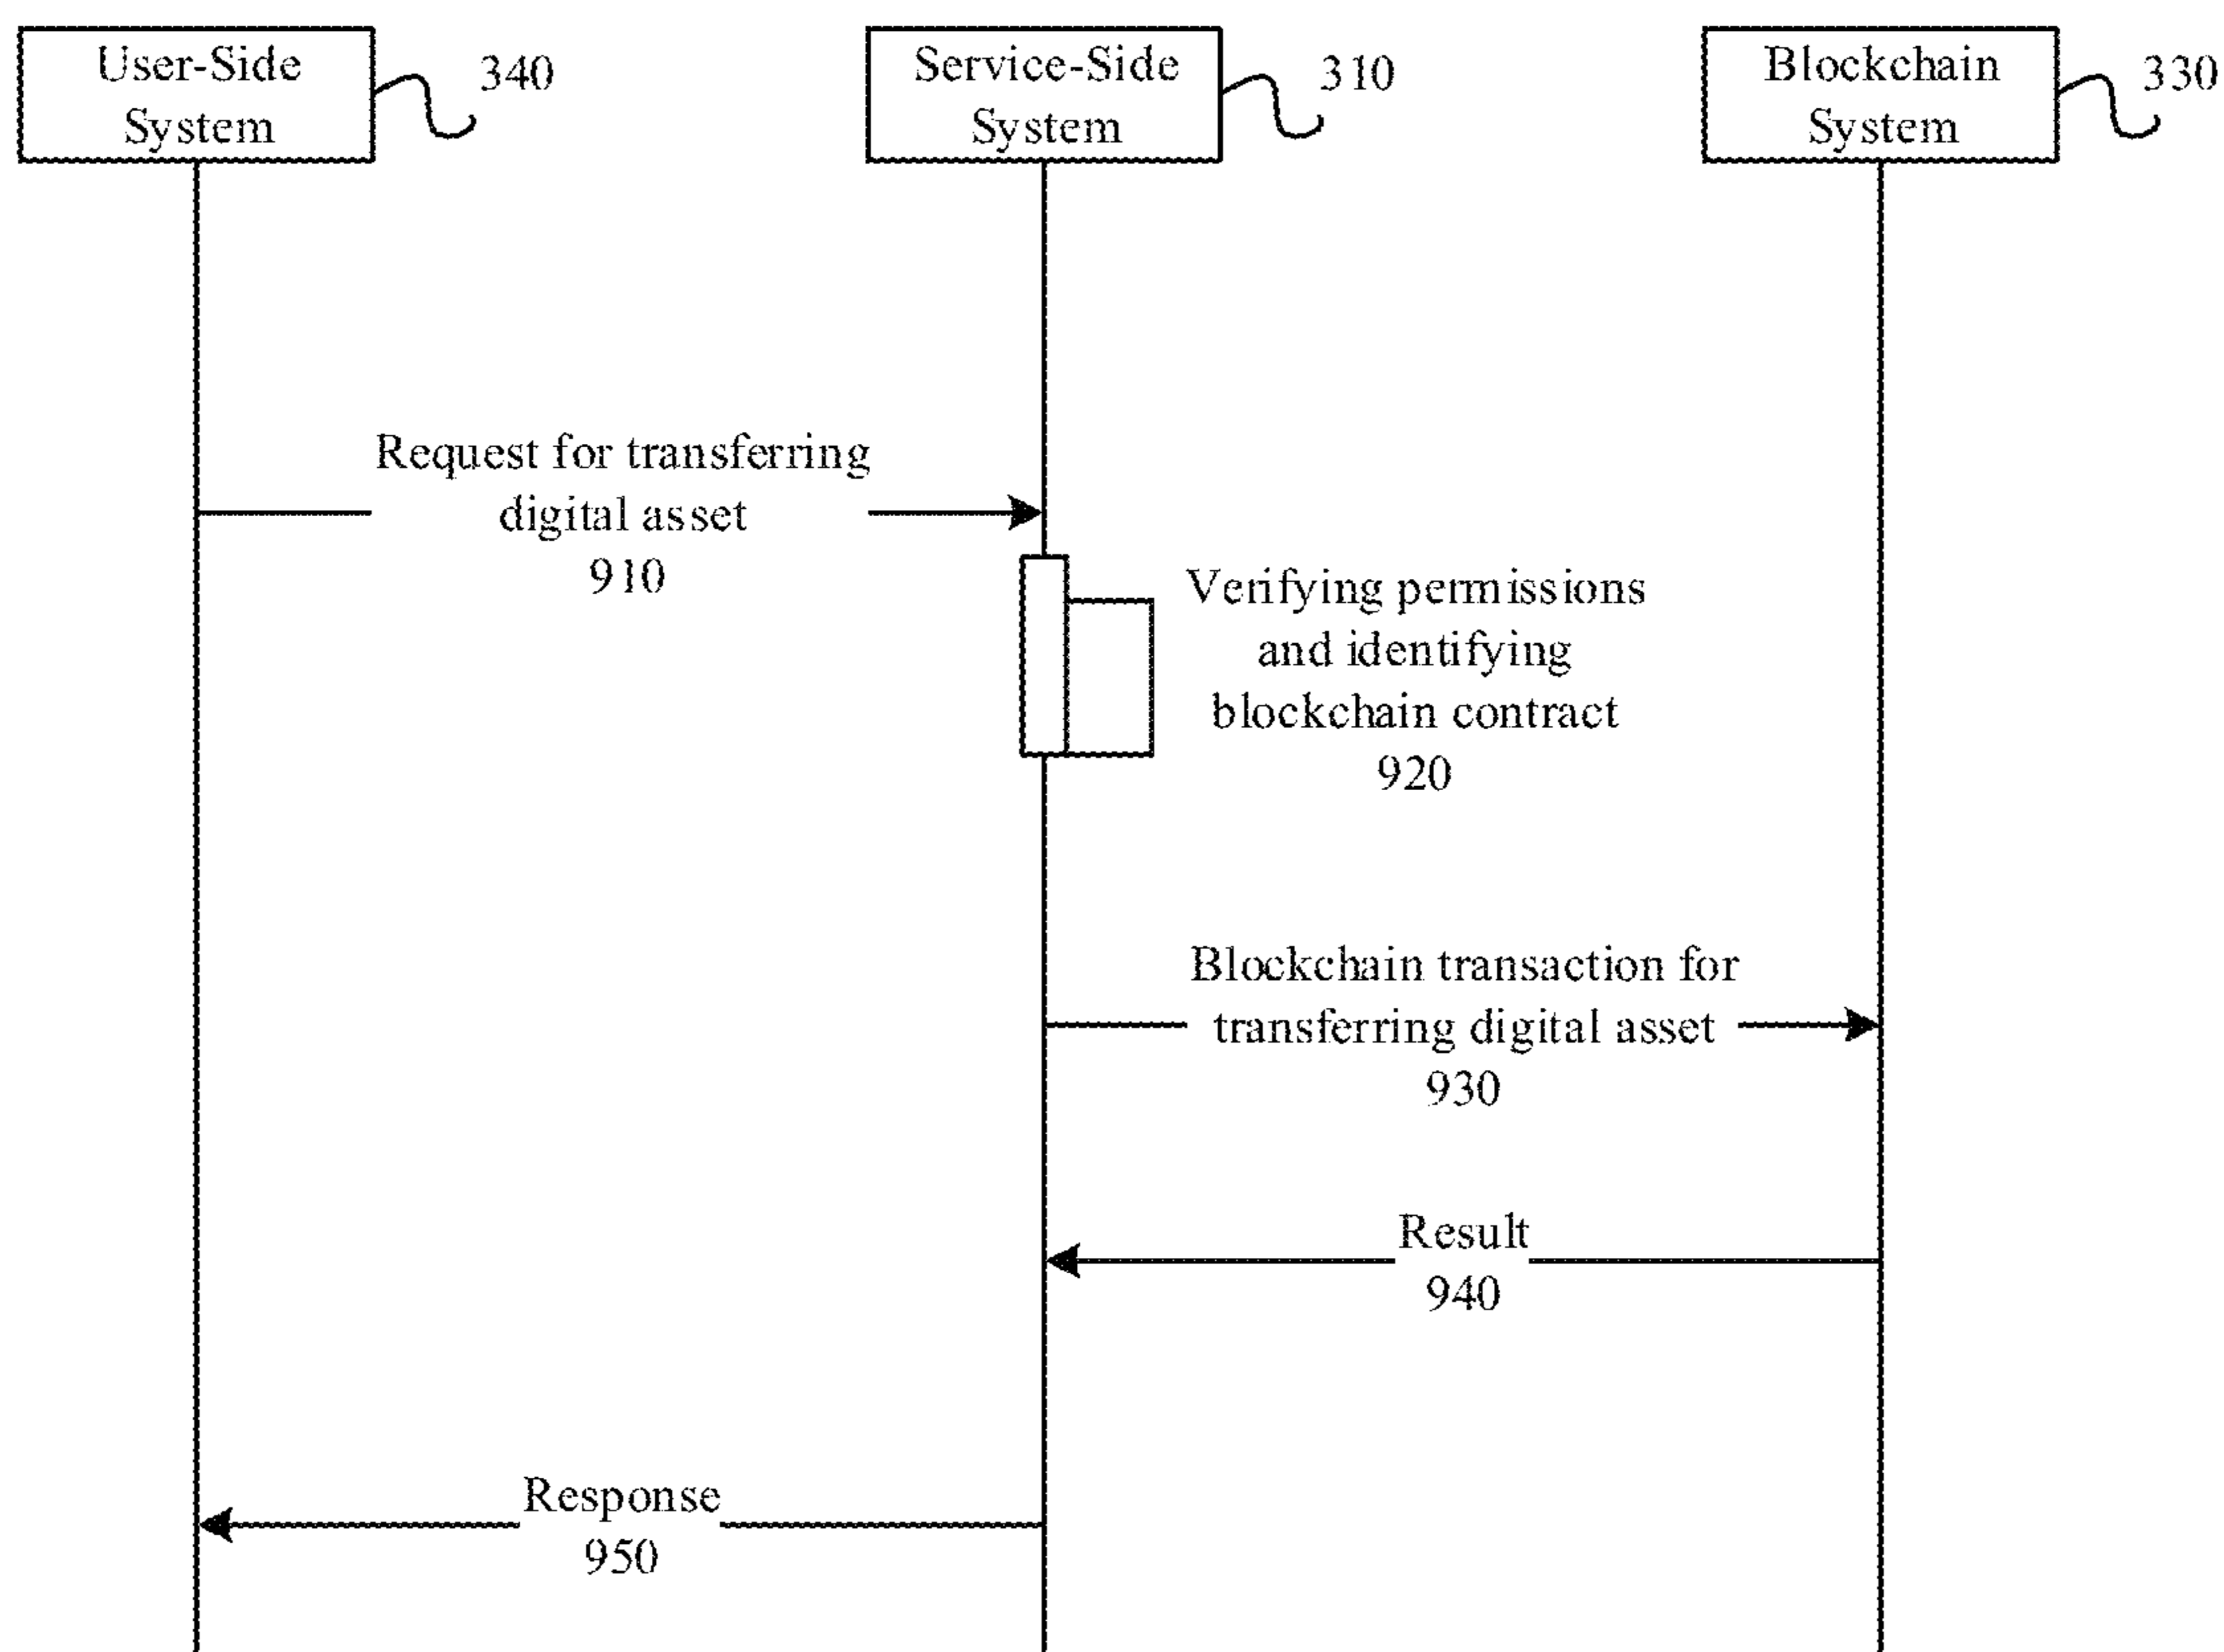 User-Side
System
340
Service-Side
System
310
Blockchain
System
330
Request for transferring
digital asset
910
Verifying permissions
and identifying
blockchain contract
920
Blockchain transaction for
transferring digital asset
930
Result
940
Response
950